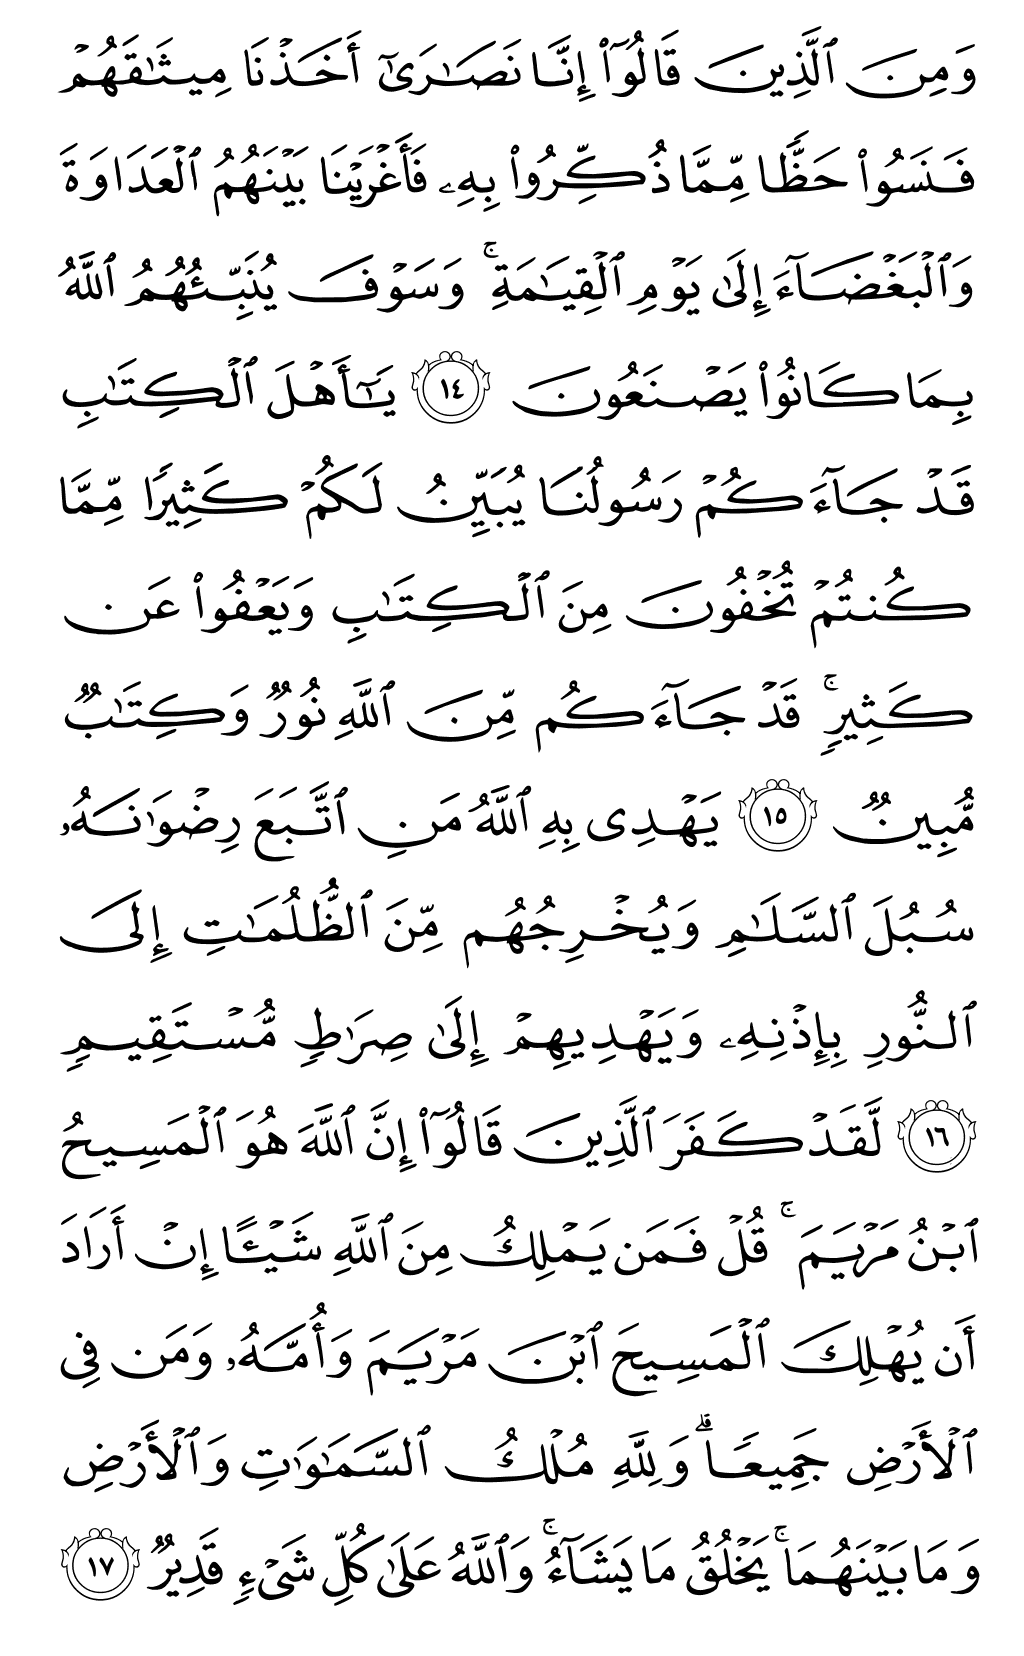 وَمِنَ ٱلَّذِينَ قَالُوٓا۟ إِنَّا نَصَـٰرَىٰٓ أَخَذْنَا مِيثَـٰقَهُمْ
فَنَسُوا۟ حَظًّا مِّمَّا ذُكِّرُوا۟ بِهِۦ فَأَغْرَيْنَا بَيْنَهُمُ ٱلْعَدَاوَةَ
وَٱلْبَغْضَآءَ إِلَىٰ يَوْمِ ٱلْقِيَـٰمَةِ ۚ وَسَوْفَ يُنَبِّئُهُمُ ٱللَّهُ
بِمَا كَانُوا۟ يَصْنَعُونَ ١٤ يَـٰٓأَهْلَ ٱلْكِتَـٰبِ
قَدْ جَآءَكُمْ رَسُولُنَا يُبَيِّنُ لَكُمْ كَثِيرًا مِّمَّا
كُنتُمْ تُخْفُونَ مِنَ ٱلْكِتَـٰبِ وَيَعْفُوا۟ عَن
كَثِيرٍ ۚ قَدْ جَآءَكُم مِّنَ ٱللَّهِ نُورٌ وَكِتَـٰبٌ
مُّبِينٌ ١٥ يَهْدِى بِهِ ٱللَّهُ مَنِ ٱتَّبَعَ رِضْوَٰنَهُۥ
سُبُلَ ٱلسَّلَـٰمِ وَيُخْرِجُهُم مِّنَ ٱلظُّلُمَـٰتِ إِلَى
ٱلنُّورِ بِإِذْنِهِۦ وَيَهْدِيهِمْ إِلَىٰ صِرَٰطٍ مُّسْتَقِيمٍ
١٦ لَّقَدْ كَفَرَ ٱلَّذِينَ قَالُوٓا۟ إِنَّ ٱللَّهَ هُوَ ٱلْمَسِيحُ
ٱبْنُ مَرْيَمَ ۚ قُلْ فَمَن يَمْلِكُ مِنَ ٱللَّهِ شَيْـًٔا إِنْ أَرَادَ
أَن يُهْلِكَ ٱلْمَسِيحَ ٱبْنَ مَرْيَمَ وَأُمَّهُۥ وَمَن فِى
ٱلْأَرْضِ جَمِيعًا ۗ وَلِلَّهِ مُلْكُ ٱلسَّمَـٰوَٰتِ وَٱلْأَرْضِ
وَمَا بَيْنَهُمَا ۚ يَخْلُقُ مَا يَشَآءُ ۚ وَٱللَّهُ عَلَىٰ كُلِّ شَىْءٍ قَدِيرٌ ١٧